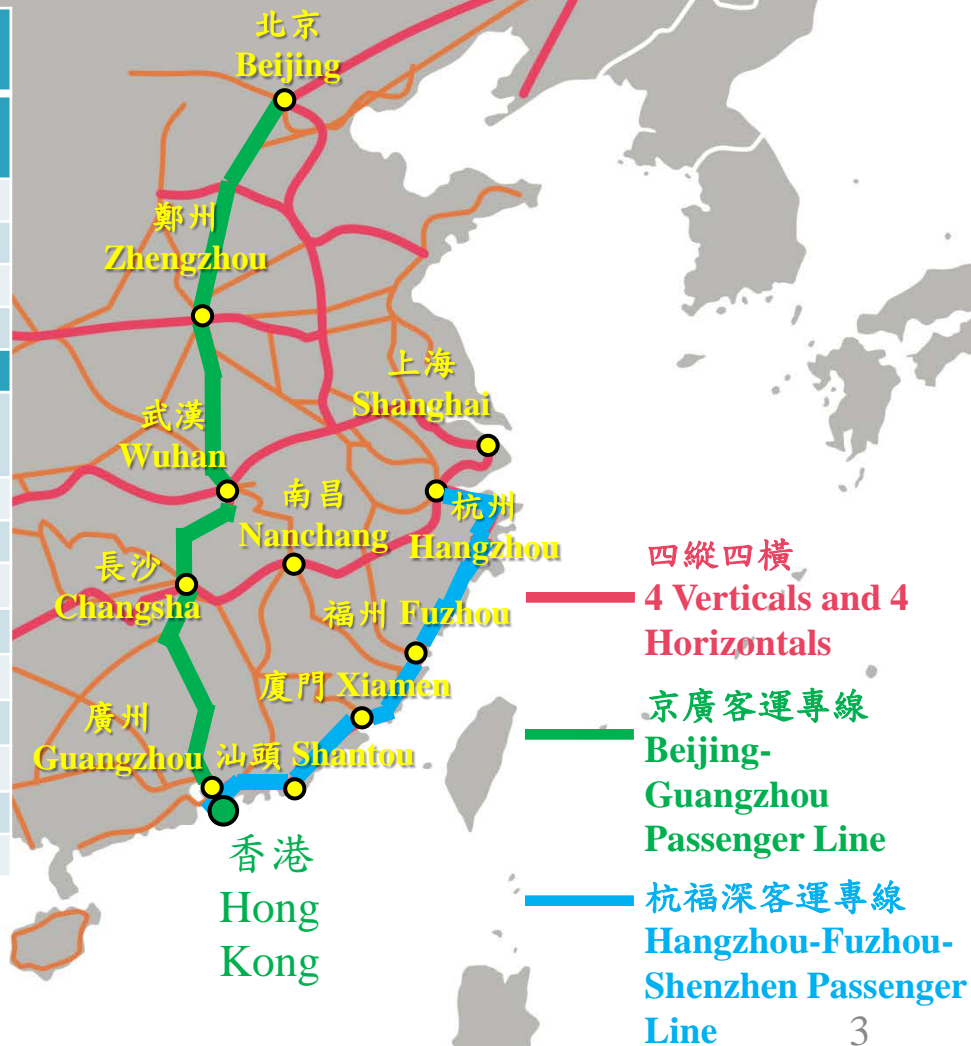 北京
Beijing
鄭州
Zhengzhou
上海
Shanghai
武漢
Wuhan
南昌
Nanchang
杭州
Hangzhou
長沙
Changsha
福州 Fuzhou
廈門 Xiamen
廣州
Guangzhou
汕頭 Shantou
香港
Hong
Kong
四縱四橫
4 Verticals and 4
Horizontals
京廣客運專線
Beijing-
Guangzhou
Passenger Line
杭福深客運專線
Hangzhou-Fuzhou-
Shenzhen Passenger
Line
3